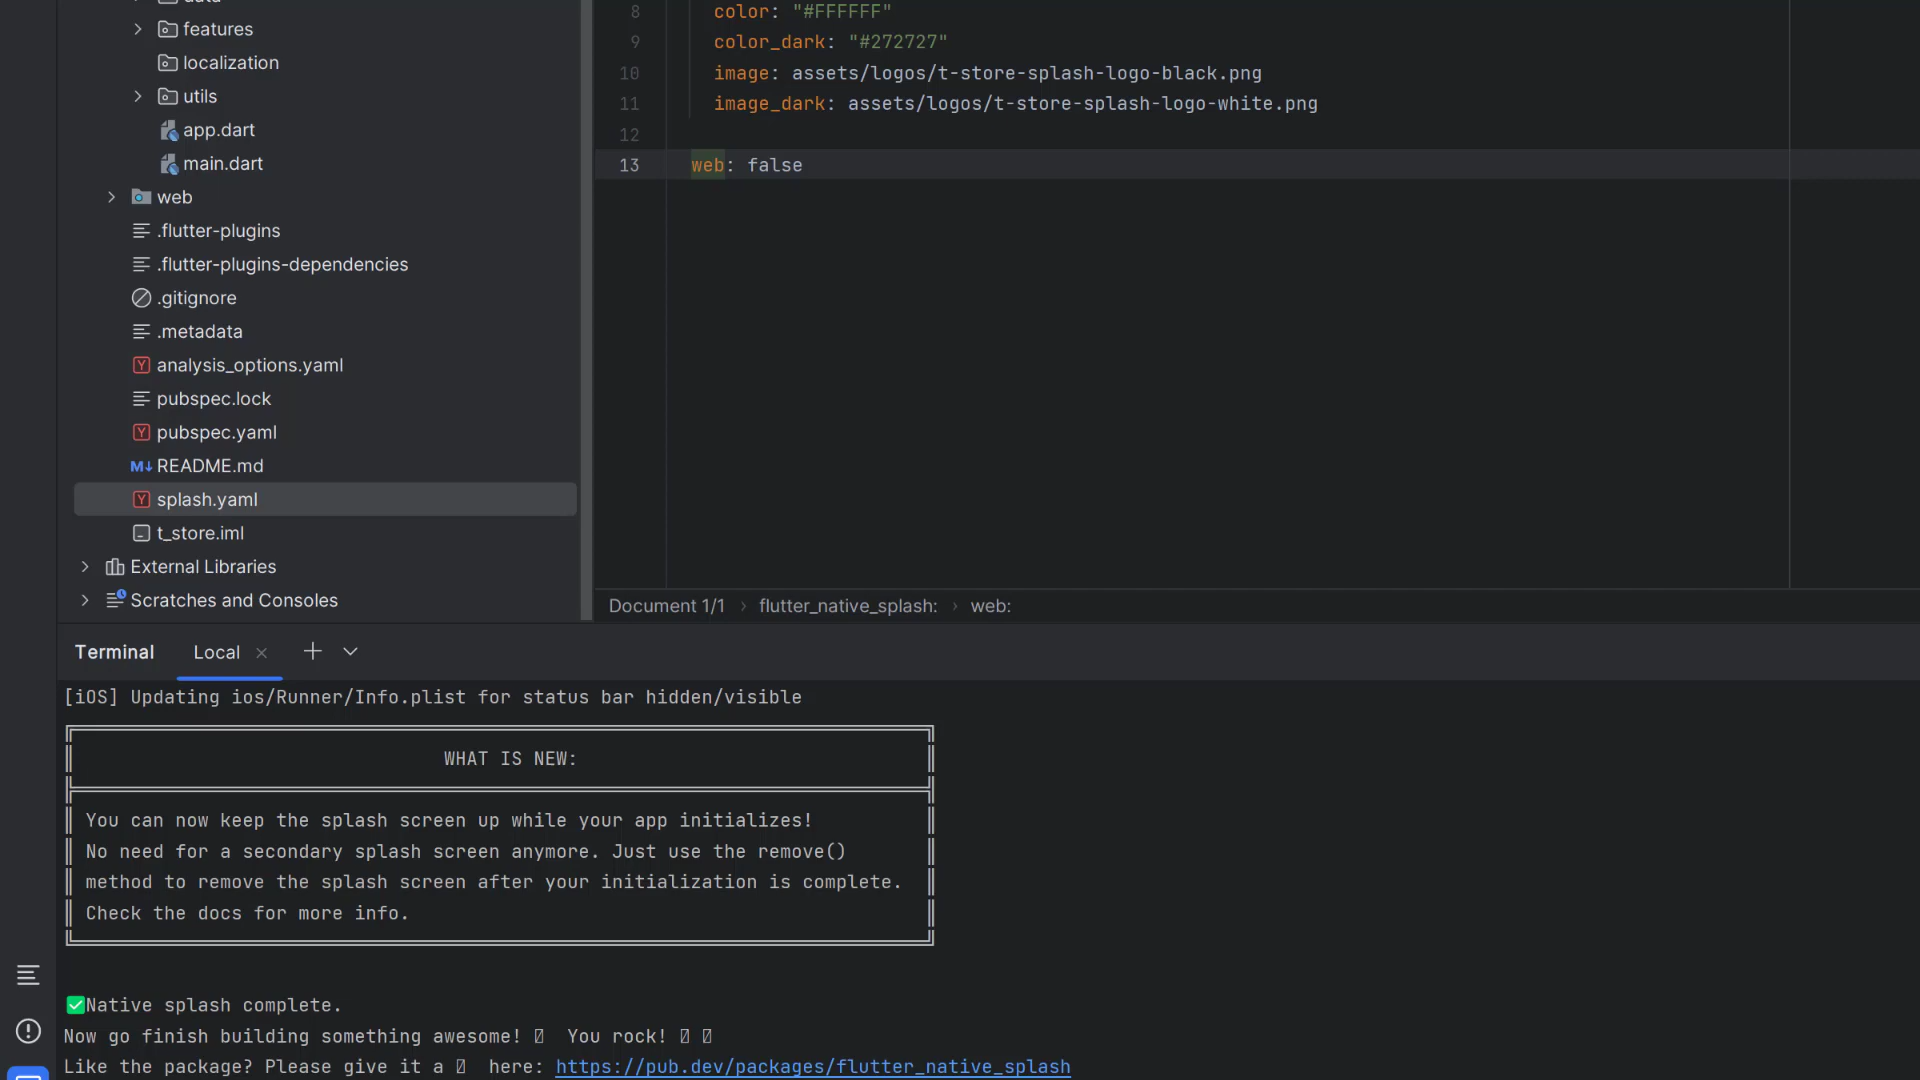 data
features
localization
utils
app.dart
main.dart
web
.flutter-plugins
.flutter-plugins-dependencies
.gitignore
.metadata
analysis_options.yaml
pubspec.lock
pubspec.yaml
M↓ README.md
splash.yaml
t_store.iml
External Libraries
Scratches and Consoles
8 color: "#FFFFFF"
9 color_dark: "#272727"
10 image: assets/logos/t-store-splash-logo-black.png
11 image_dark: assets/logos/t-store-splash-logo-white.png
12
13 web: false
Document 1/1 › flutter_native_splash: › web:
Terminal Local
[iOS] Updating ios/Runner/Info.plist for status bar hidden/visible
WHAT IS NEW:
You can now keep the splash screen up while your app initializes!
No need for a secondary splash screen anymore. Just use the remove()
method to remove the splash screen after your initialization is complete.
Check the docs for more info.
✅Native splash complete.
Now go finish building something awesome! You rock!
Like the package? Please give it a here: https://pub.dev/packages/flutter_native_splash